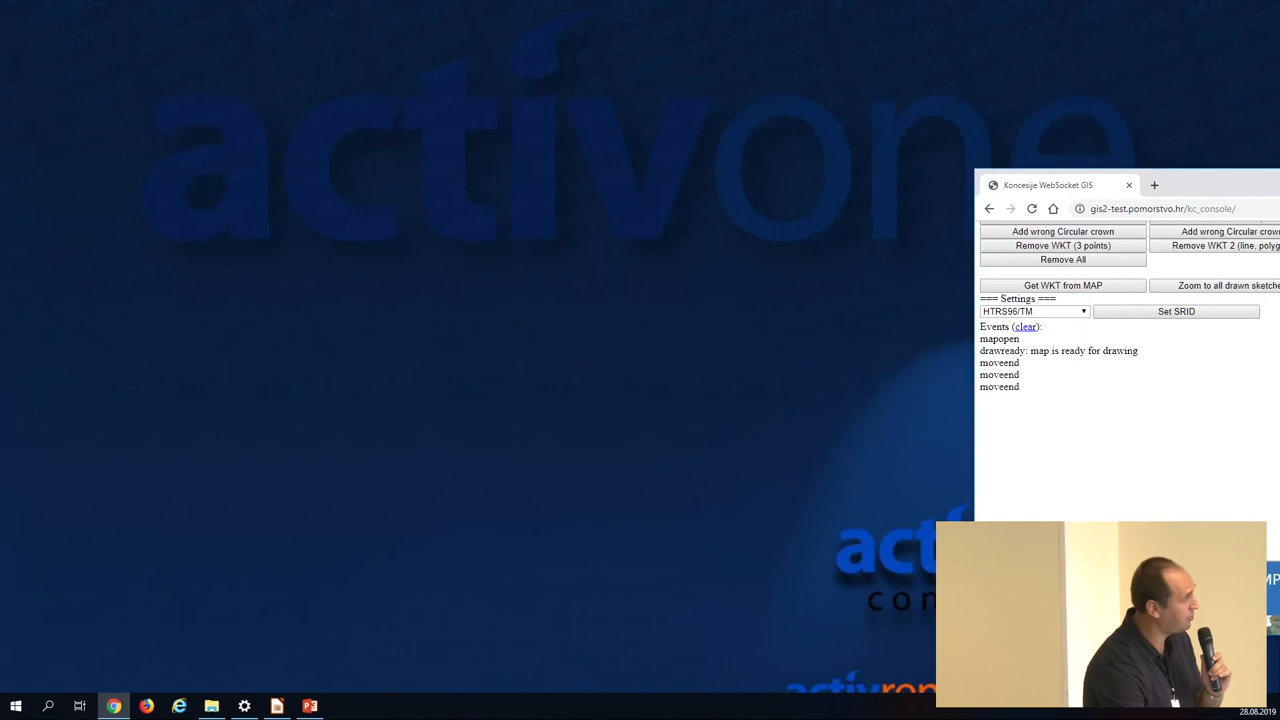 activone
Koncesije WebSocket GIS
gis2-test.pomorstvo.hr/kc_console/
Add wrong Circular crown
Add wrong Circular crown
Remove WKT (3 points)
Remove WKT 2 (line, polyg
Remove All
Get WKT from MAP
Zoom to all drawn sketche
=== Settings ===
HTRS96/TM
Set SRID
Events (clear):
mapopen
drawready: map is ready for drawing
moveend
moveend
moveend
acti
con
activ
28.08.2019